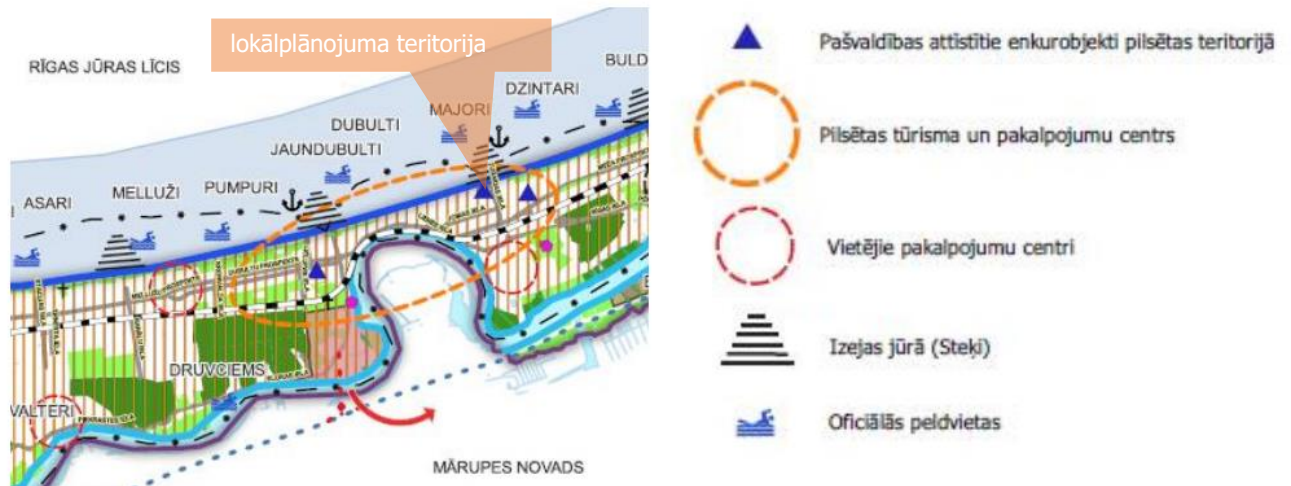 lokālplānojuma teritorija
RĪGAS JŪRAS LĪCIS
BULD
DZINTARI
MAJORI
DUBULTI
JAUNDUBULTI
PUMPURI
MELLUŽI
ASARI
DRUVCIEMS
VALTERI
MĀRUPES NOVADS
Pašvaldības attīstītie enkurobjekti pilsētas teritorijā
Pilsētas tūrisma un pakalpojumu centrs
Vietējie pakalpojumu centri
Izejas jūrā (Steķi)
Oficiālās peldvietas